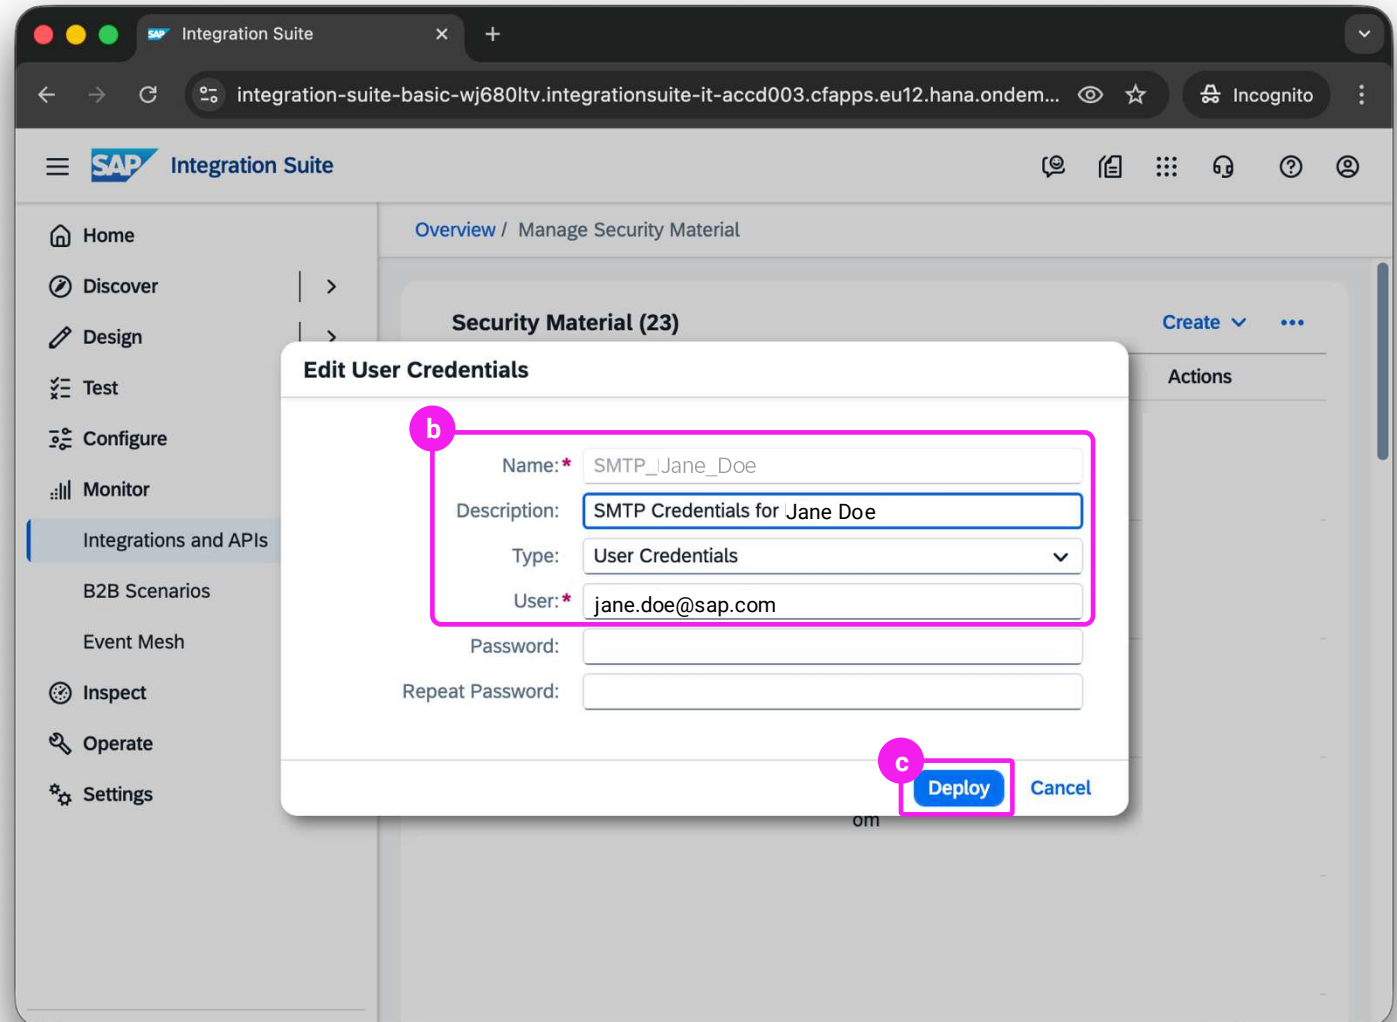 Integration Suite
integration-suite-basic-wj680ltv.integrationsuite-it-accd003.cfapps.eu12.hana.ondem...
Incognito
SAP Integration Suite
Home
Discover
Design
Test
Configure
Monitor
Integrations and APIs
B2B Scenarios
Event Mesh
Inspect
Operate
Settings
Overview / Manage Security Material
Security Material (23)
Create
Actions
Edit User Credentials
b
Name:* SMTP_Jane_Doe
Description: SMTP Credentials for Jane Doe
Type: User Credentials
User:* jane.doe@sap.com
Password:
Repeat Password:
c
Deploy
Cancel
om